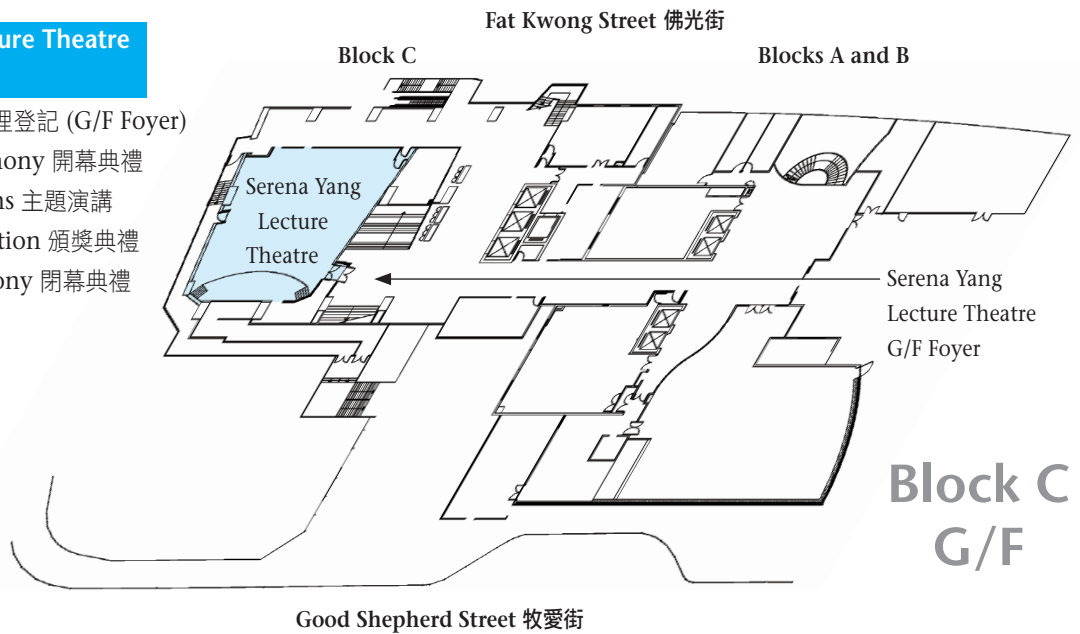 Fat Kwong Street 佛光街
Block C
Blocks A and B
ure Theatre
登記 (G/F Foyer)
ony 開幕典禮
ns 主題演講
tion 頒獎典禮
ony 閉幕典禮
Serena Yang
Lecture
Theatre
Serena Yang
Lecture Theatre
G/F Foyer
Block C
G/F
Good Shepherd Street 牧愛街